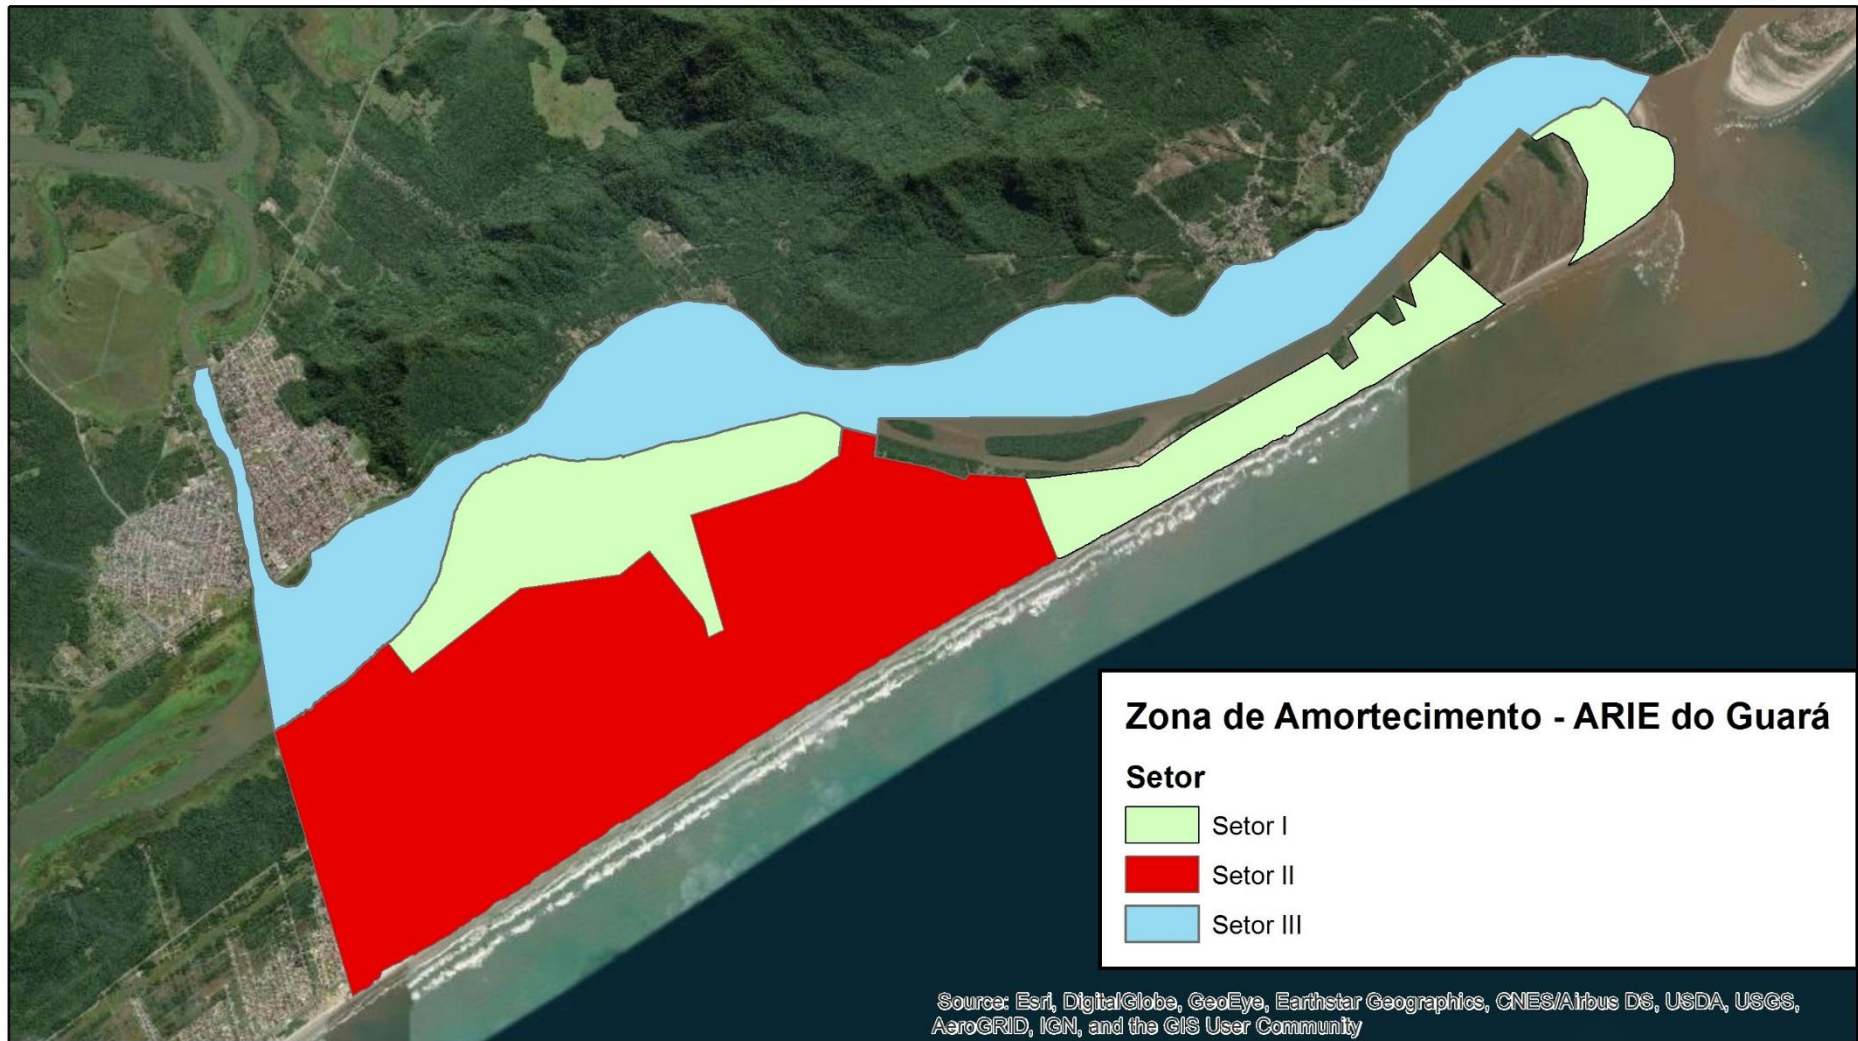 Zona de Amortecimento - ARIE do Guará
Setor
Setor I
Setor II
Setor III
Source: Esri, DigitalGlobe, GeoEye, Earthstar Geographics, CNES/Airbus DS, USDA, USGS,
AeroGRID, IGN, and the GIS User Community